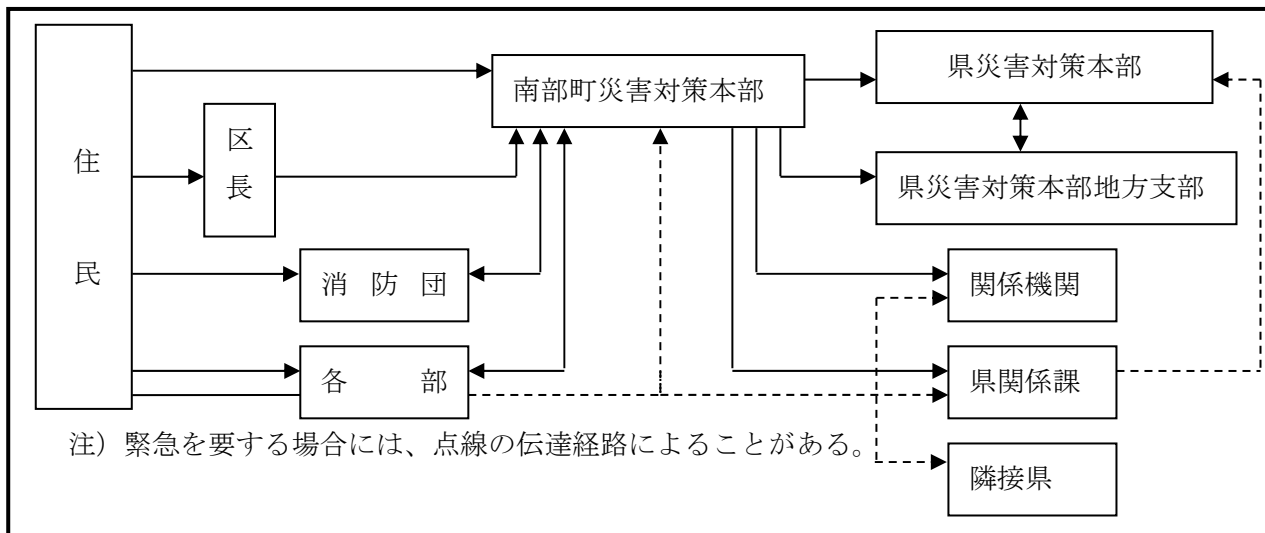 住民
区長
消防団
各部
南部町災害対策本部
県災害対策本部
県災害対策本部地方支部
関係機関
県関係課
隣接県
注）緊急を要する場合には、点線の伝達経路によることがある。